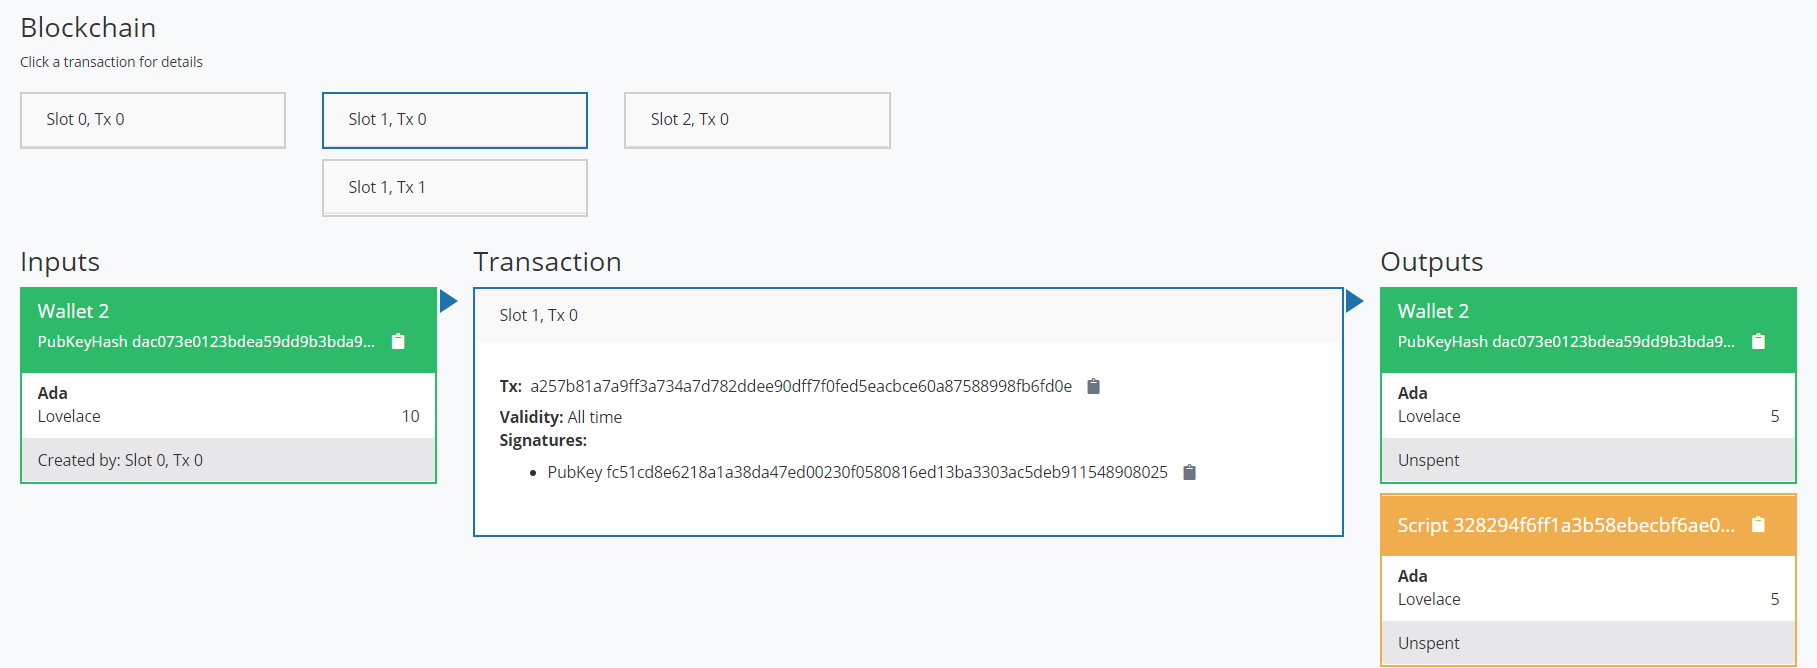 Blockchain
Click a transaction for details
Slot 0, Tx 0
Slot 1, Tx 0
Slot 2, Tx 0
Slot 1, Tx 1
Inputs
Wallet 2
PubKeyHash dac073e0123bdea59dd9b3bda9...
Ada
Lovelace 10
Created by: Slot 0, Tx 0
Transaction
Slot 1, Tx 0
Tx: a257b81a7a9ff3a734a7d782ddee90dff7f0fed5eacbce60a87588998fb6fd0e
Validity: All time
Signatures:
• PubKey fc51cd8e6218a1a38da47ed00230f0580816ed13ba3303ac5deb911548908025
Outputs
Wallet 2
PubKeyHash dac073e0123bdea59dd9b3bda9...
Ada
Lovelace 5
Unspent
Script 328294f6ff1a3b58ebecbf6ae0...
Ada
Lovelace 5
Unspent